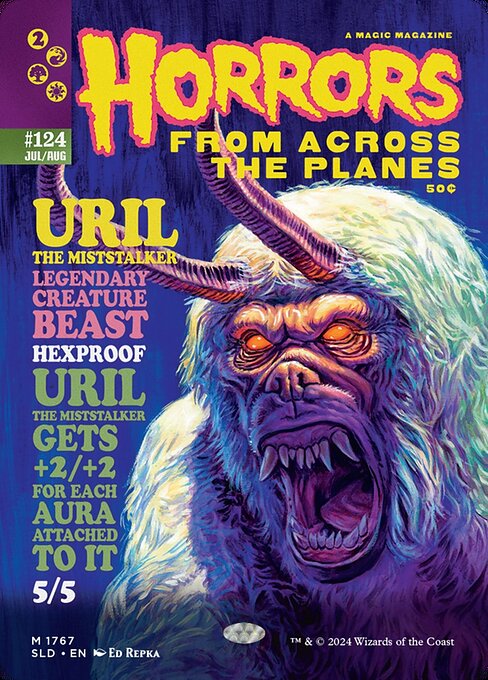 2
A MAGIC MAGAZINE
HORRORS
FROM ACROSS
THE PLANES
50¢
#124
JUL/AUG
URIL
THE MISTSTALKER
LEGENDARY
CREATURE
BEAST
HEXPROOF
URIL
THE MISTSTALKER
GETS
+2/+2
FOR EACH
AURA
ATTACHED
TO IT
5/5
M 1767
SLD • EN ED REPKA
™ & © 2024 Wizards of the Coast